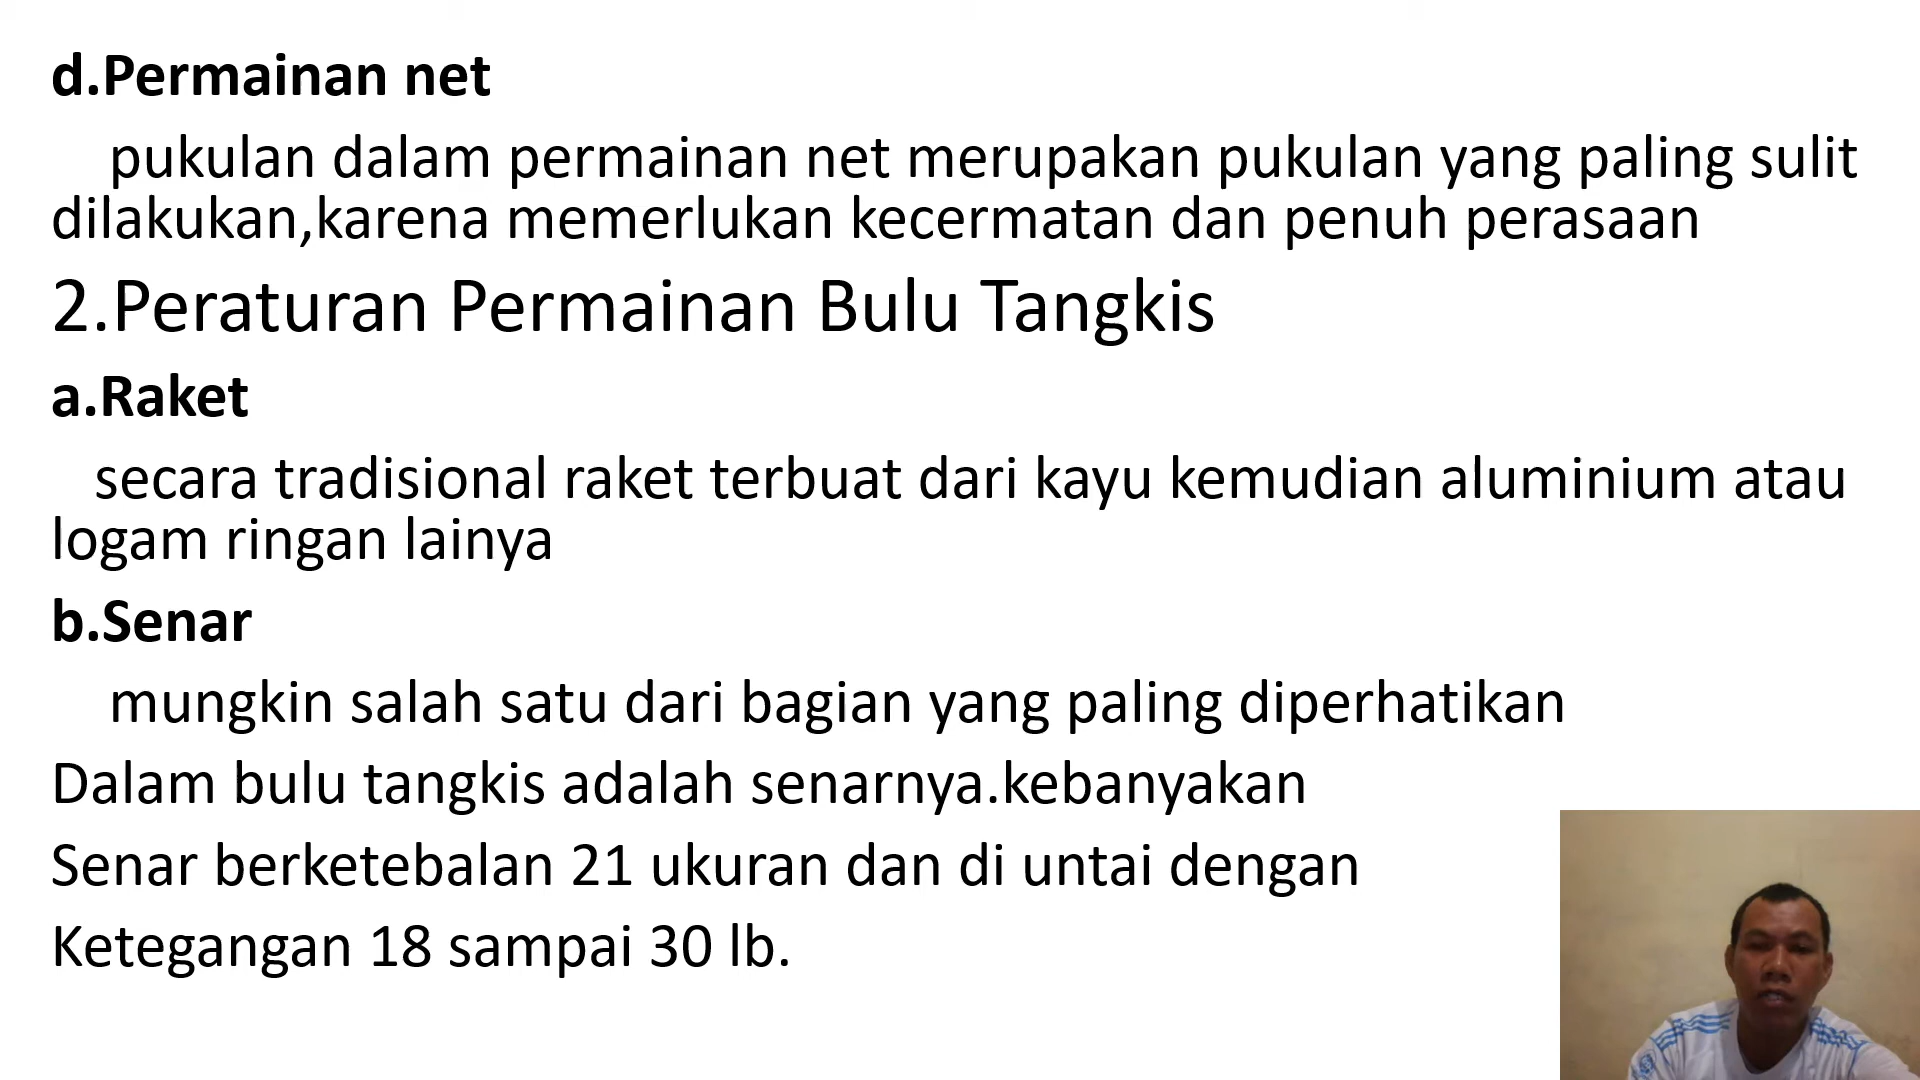 d.Permainan net
pukulan dalam permainan net merupakan pukulan yang paling sulit
dilakukan,karena memerlukan kecermatan dan penuh perasaan
2.Peraturan Permainan Bulu Tangkis
a.Raket
secara tradisional raket terbuat dari kayu kemudian aluminium atau
logam ringan lainya
b.Senar
mungkin salah satu dari bagian yang paling diperhatikan
Dalam bulu tangkis adalah senarnya.kebanyakan
Senar berketebalan 21 ukuran dan di untai dengan
Ketegangan 18 sampai 30 lb.